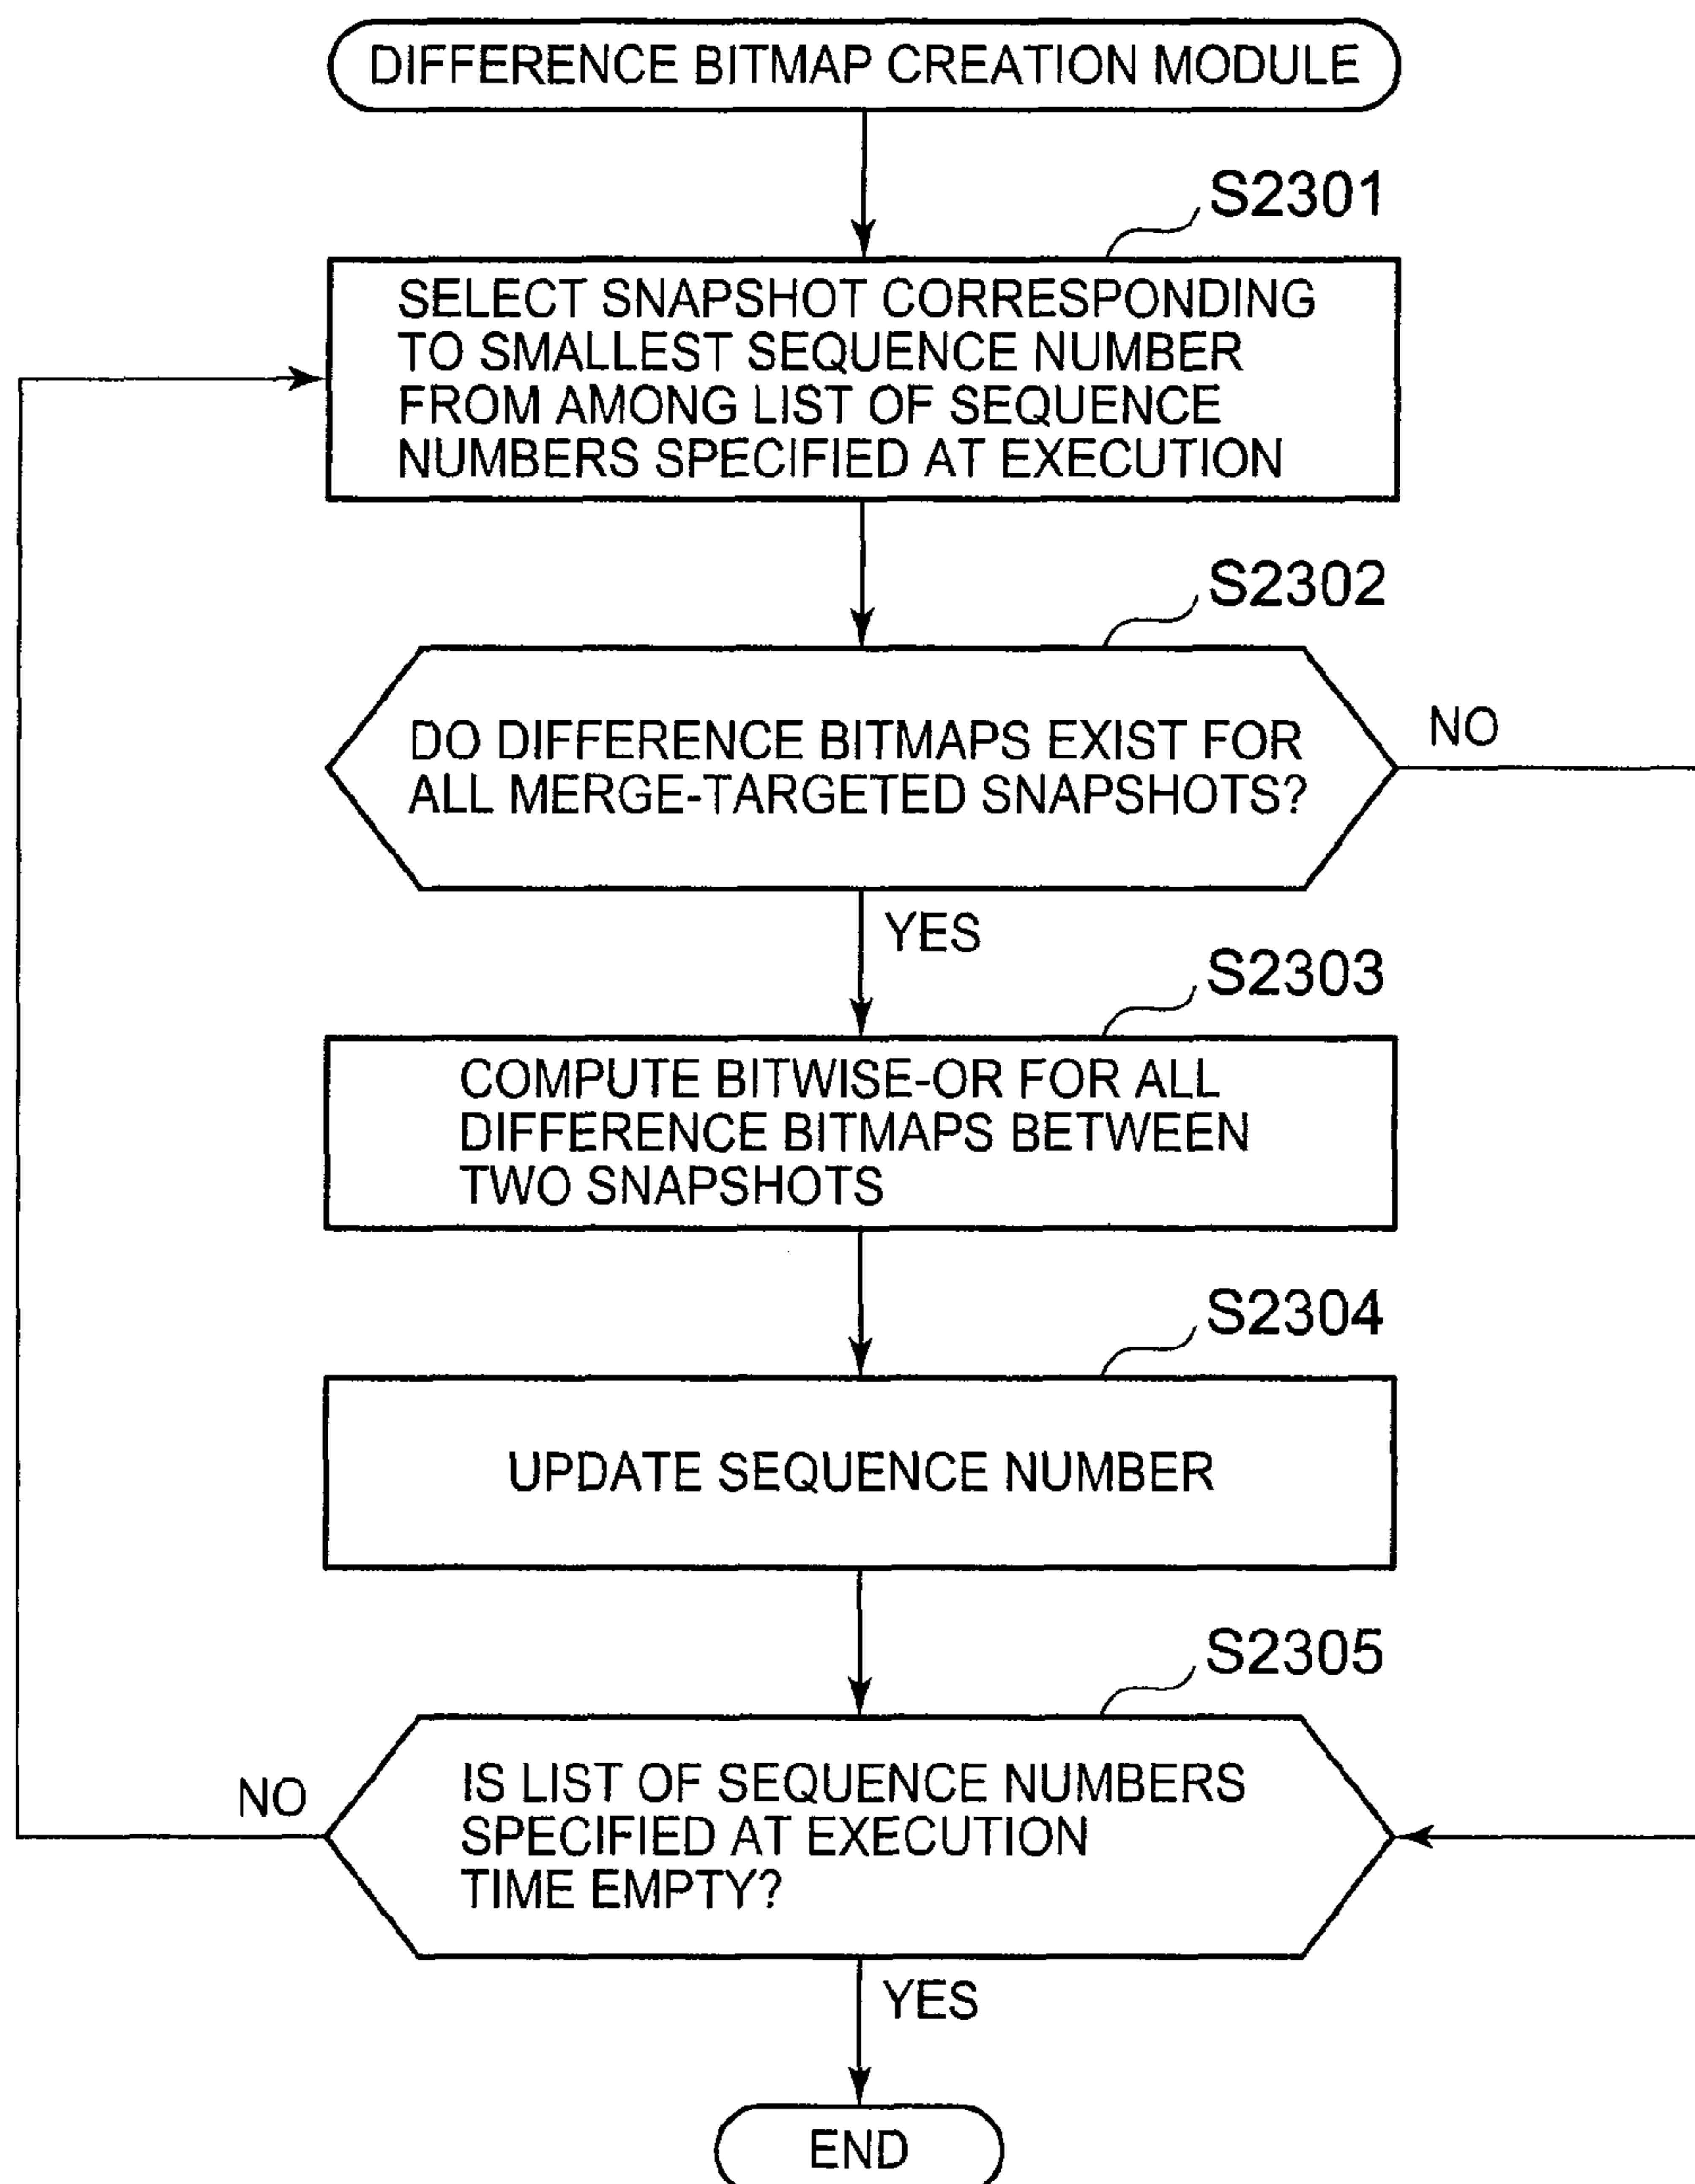 DIFFERENCE BITMAP CREATION MODULE
S2301
SELECT SNAPSHOT CORRESPONDING
TO SMALLEST SEQUENCE NUMBER
FROM AMONG LIST OF SEQUENCE
NUMBERS SPECIFIED AT EXECUTION
S2302
DO DIFFERENCE BITMAPS EXIST FOR
ALL MERGE-TARGETED SNAPSHOTS?
NO
YES
S2303
COMPUTE BITWISE-OR FOR ALL
DIFFERENCE BITMAPS BETWEEN
TWO SNAPSHOTS
S2304
UPDATE SEQUENCE NUMBER
S2305
IS LIST OF SEQUENCE NUMBERS
SPECIFIED AT EXECUTION
TIME EMPTY?
NO
YES
END